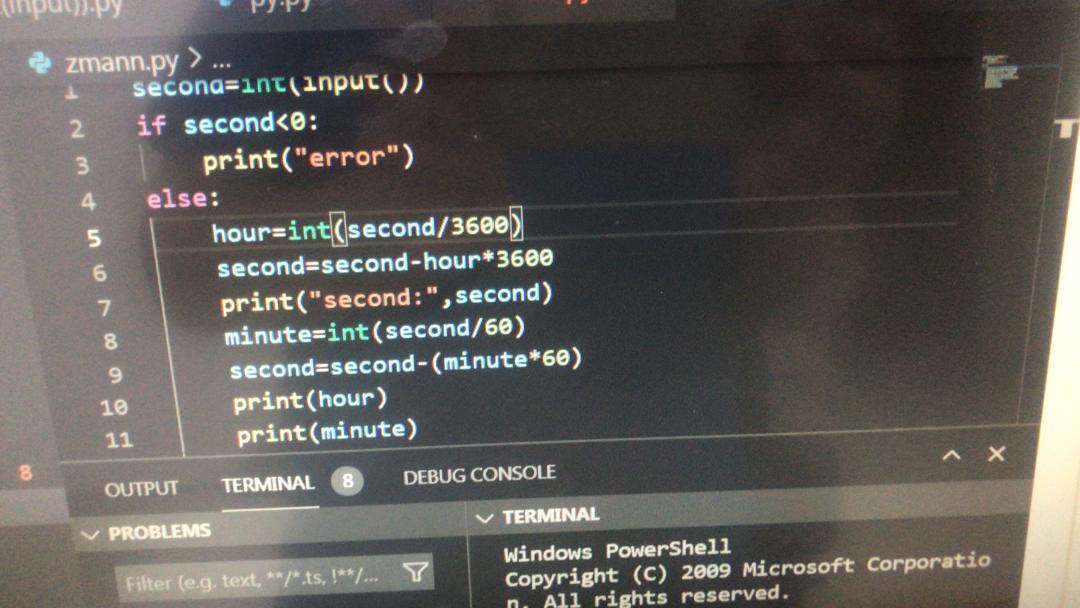 (input()).py py.py
zmann.py > ...
1 second=int(input())
2 if second<0:
3 print("error")
4 else:
5 hour=int(second/3600)
6 second=second-hour*3600
7 print("second:",second)
8 minute=int(second/60)
9 second=second-(minute*60)
10 print(hour)
11 print(minute)
8
OUTPUT TERMINAL 8 DEBUG CONSOLE
PROBLEMS
Filter (e.g. text, **/*.ts, !**/...
TERMINAL
Windows PowerShell
Copyright (C) 2009 Microsoft Corporatio
n. All rights reserved.